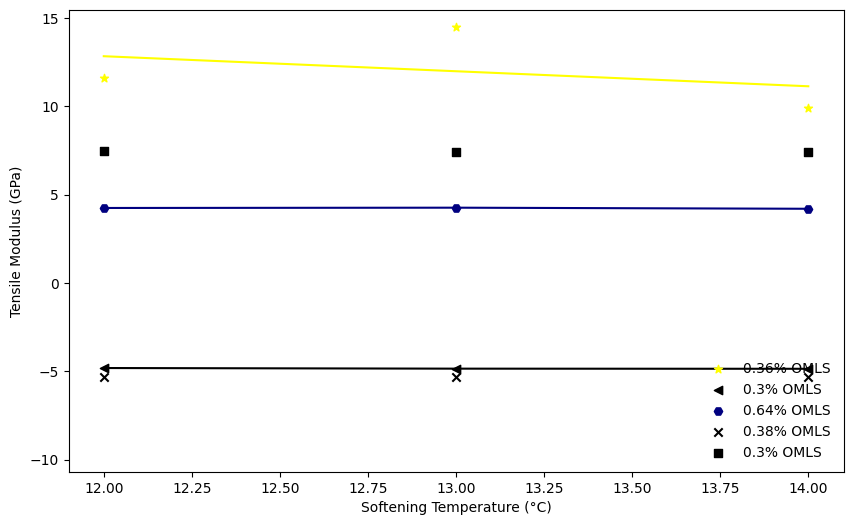 15
10
5
0
−5
−10
Tensile Modulus (GPa)
12.00
12.25
12.50
12.75
13.00
13.25
13.50
13.75
14.00
Softening Temperature (°C)
0.36% OMLS
0.3% OMLS
0.64% OMLS
0.38% OMLS
0.3% OMLS